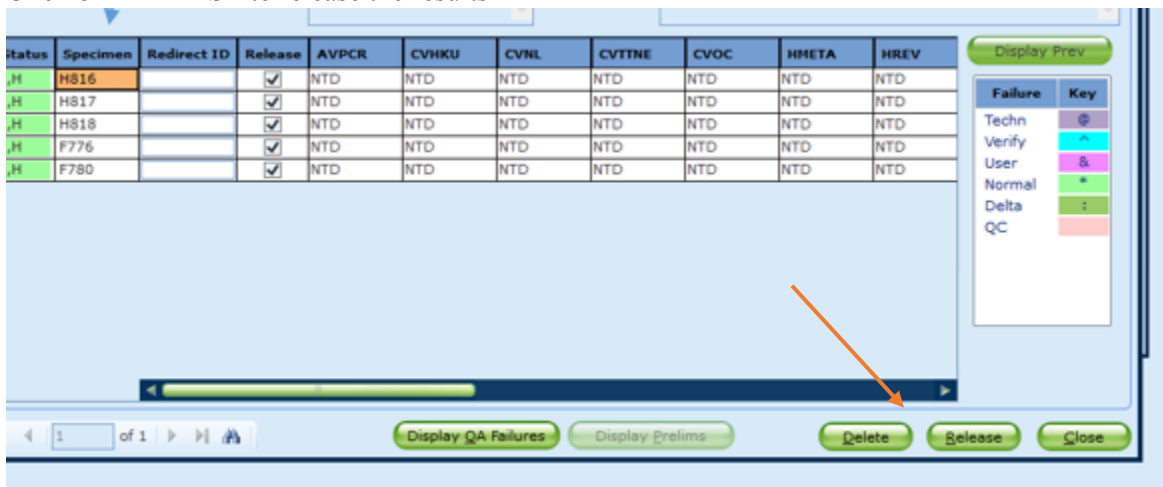 Status Specimen Redirect ID Release AVPCR CVHKU CVNL CVTTNE CVOC HMETA HREV Display Prev
,H H816 NTD NTD NTD NTD NTD NTD NTD
Failure Key
,H H817 NTD NTD NTD NTD NTD NTD NTD
,H H818 NTD NTD NTD NTD NTD NTD NTD
Techn @
,H F776 NTD NTD NTD NTD NTD NTD NTD
Verify ^
,H F780 NTD NTD NTD NTD NTD NTD NTD
User &
Normal *
Delta :
QC
1 of 1 Display QA Failures Display Prelims Delete Release Close